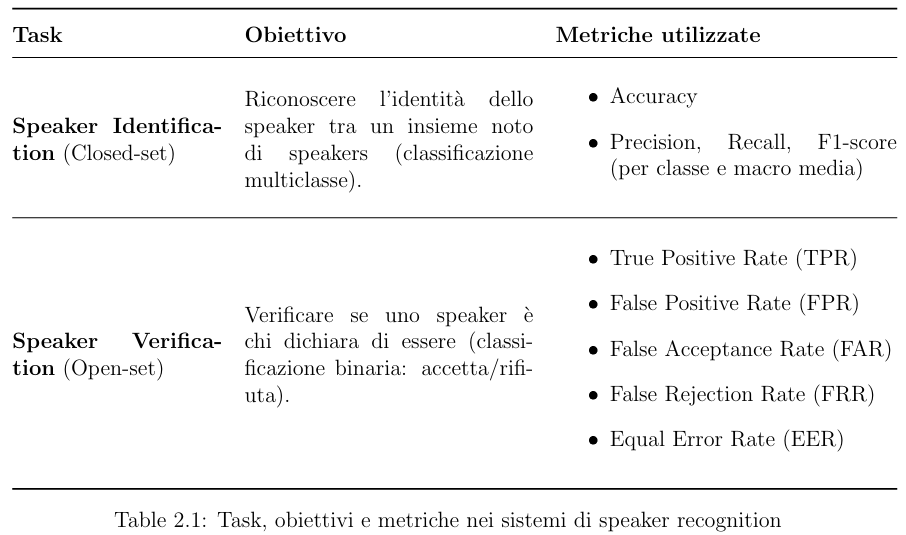 Task Obiettivo Metriche utilizzate
Speaker Identifica-
tion (Closed-set)
Riconoscere l'identità dello
speaker tra un insieme noto
di speakers (classificazione
multiclasse).
• Accuracy
• Precision, Recall, F1-score
(per classe e macro media)
Speaker Verifica-
tion (Open-set)
Verificare se uno speaker è
chi dichiara di essere (classi-
ficazione binaria: accetta/rifi-
uta).
• True Positive Rate (TPR)
• False Positive Rate (FPR)
• False Acceptance Rate (FAR)
• False Rejection Rate (FRR)
• Equal Error Rate (EER)
Table 2.1: Task, obiettivi e metriche nei sistemi di speaker recognition